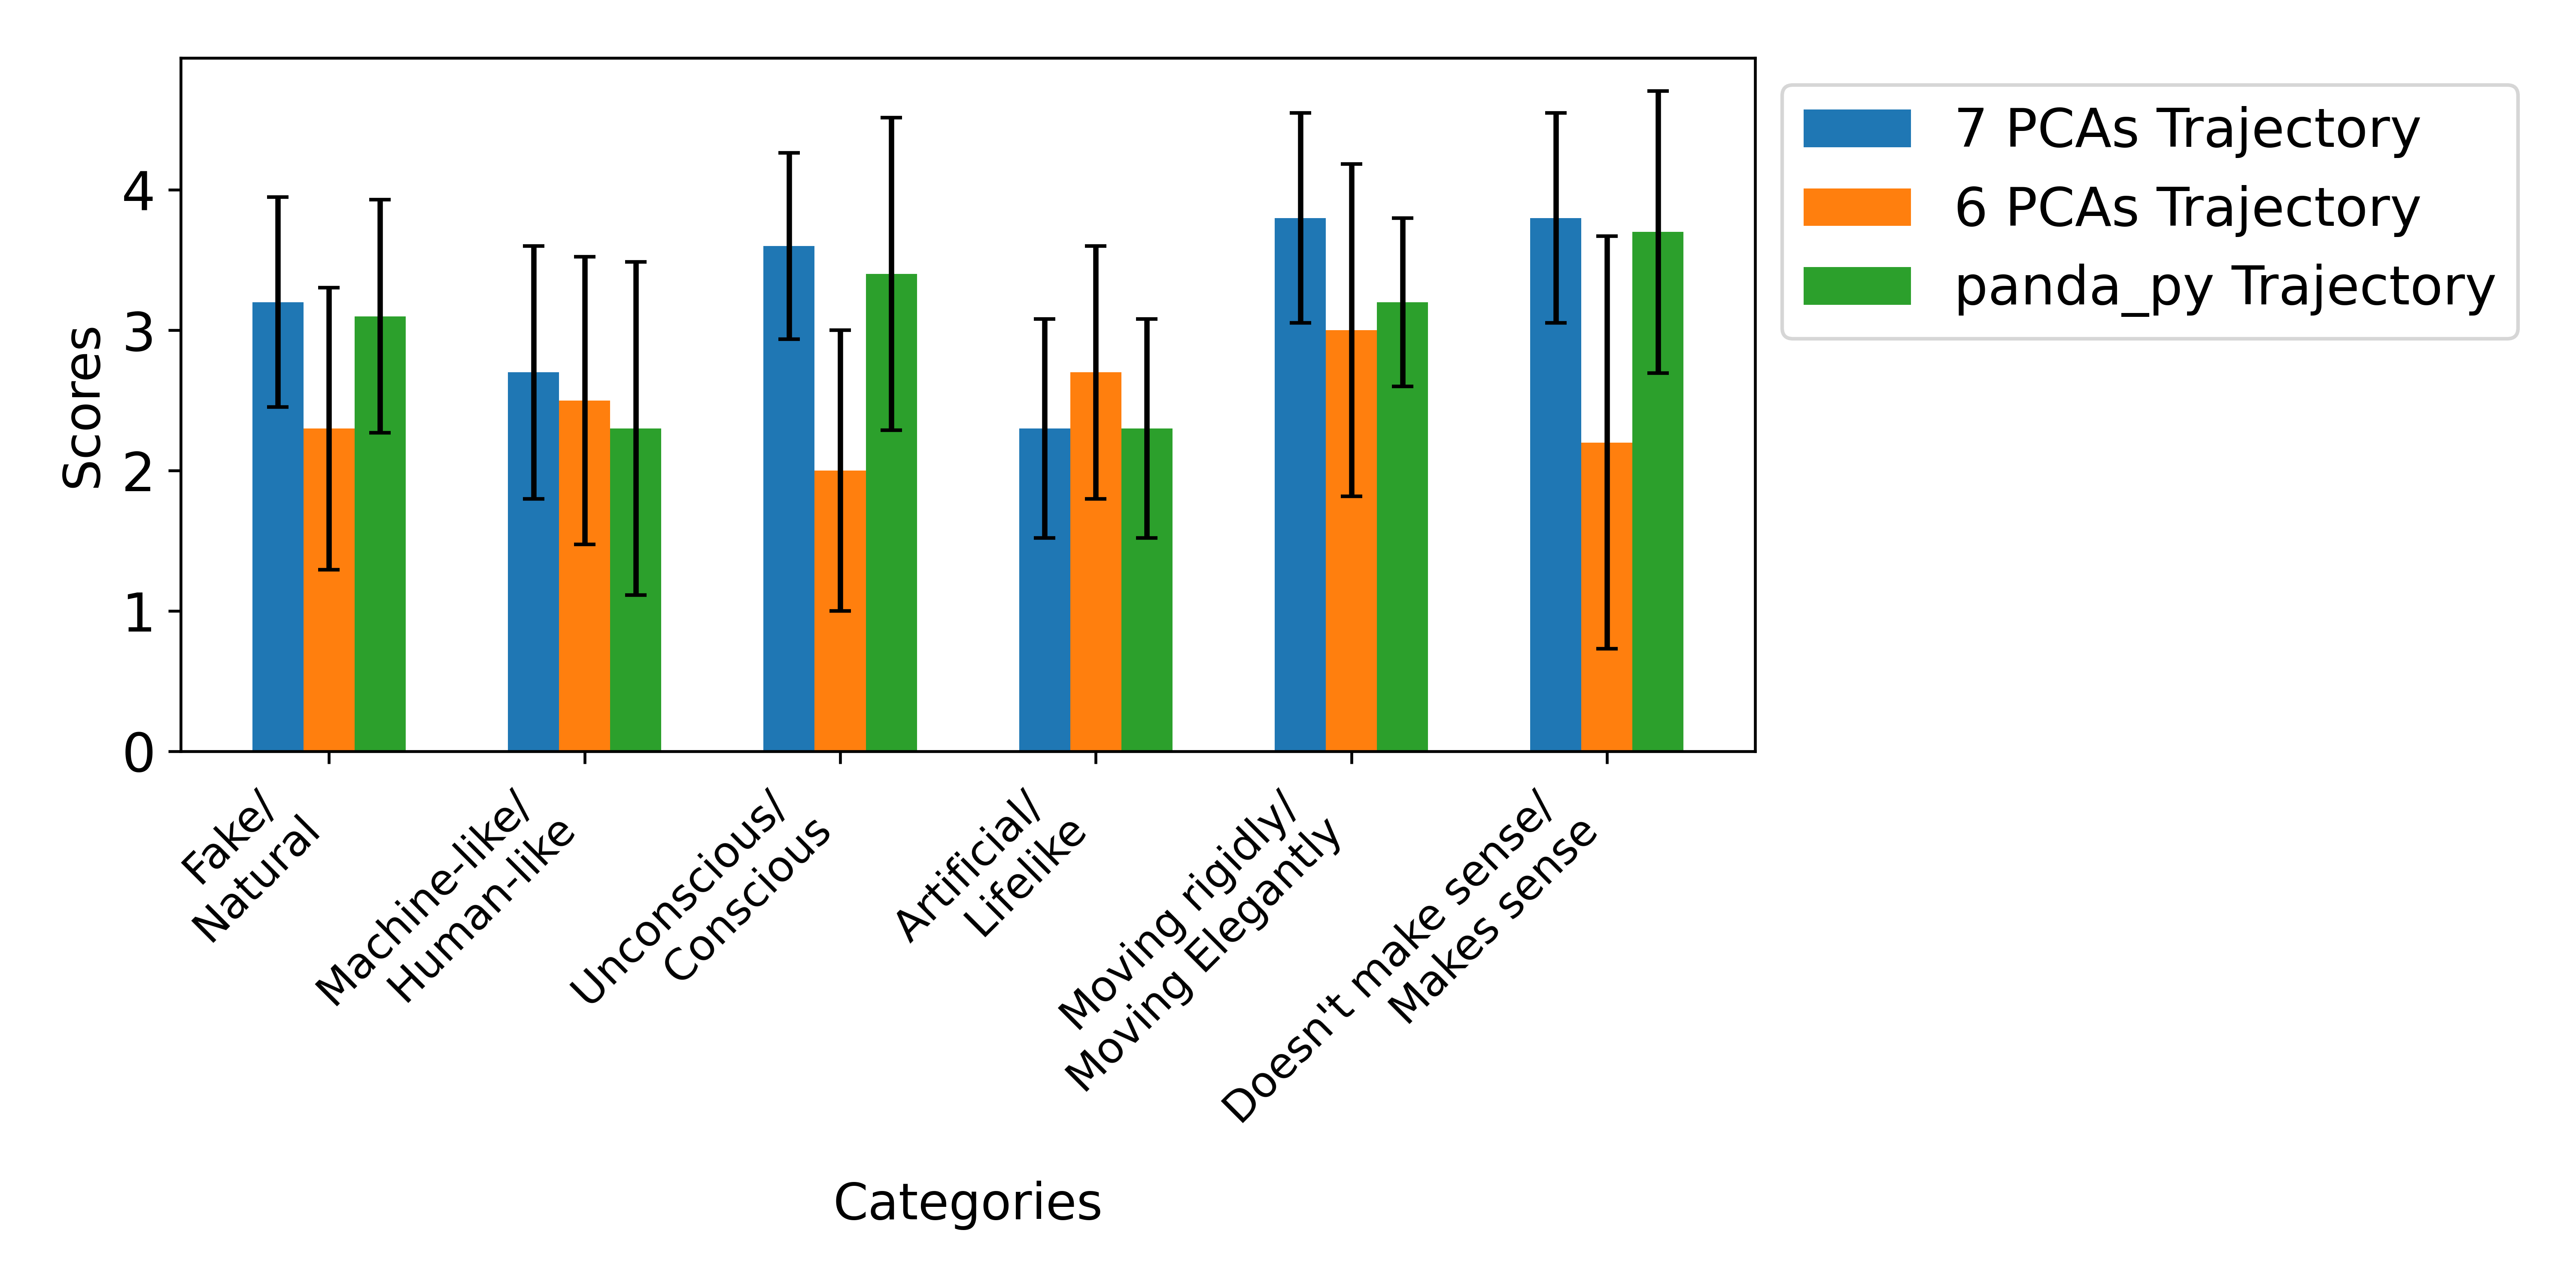 7 PCAs Trajectory
6 PCAs Trajectory
panda_py Trajectory
Scores
4
3
2
1
0
Fake/
Natural
Machine-like/
Human-like
Unconscious/
Conscious
Artificial/
Lifelike
Moving rigidly/
Moving Elegantly
Doesn't make sense/
Makes sense
Categories